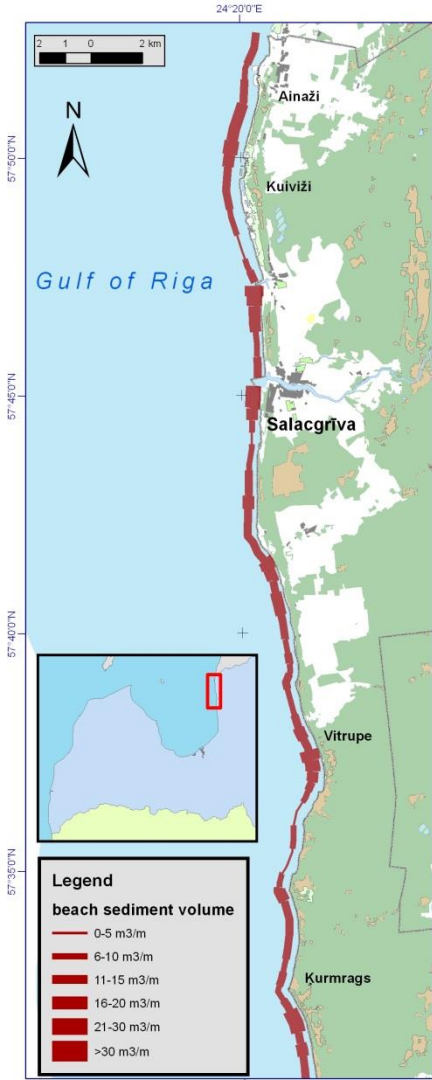 24°20'0"E
2 1 0 2 km
N
Ainaži
57°50'0"N
Kuiviži
Gulf of Riga
57°45'0"N
Salacgrīva
57°40'0"N
Vitrupe
57°35'0"N
Legend
beach sediment volume
0-5 m3/m
6-10 m3/m
11-15 m3/m
16-20 m3/m
21-30 m3/m
>30 m3/m
Ķurmrags